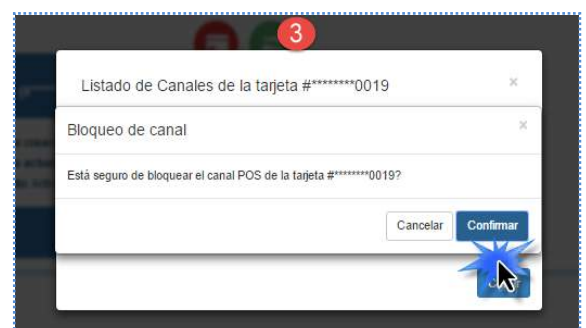 3
Listado de Canales de la tarjeta #********0019
×
Bloqueo de canal
×
Está seguro de bloquear el canal POS de la tarjeta #********0019?
Cancelar
Confirmar